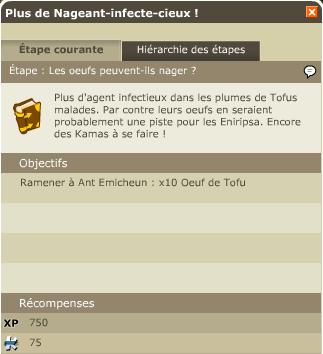 Plus de Nageant-infecte-cieux !
Étape courante
Hiérarchie des étapes
Étape : Les oeufs peuvent-ils nager ?
Plus d'agent infectieux dans les plumes de Tofus
malades. Par contre leurs oeufs en seraient
probablement une piste pour les Eniripsa. Encore
des Kamas à se faire !
Objectifs
Ramener à Ant Emicheun : x10 Oeuf de Tofu
Récompenses
XP 750
75